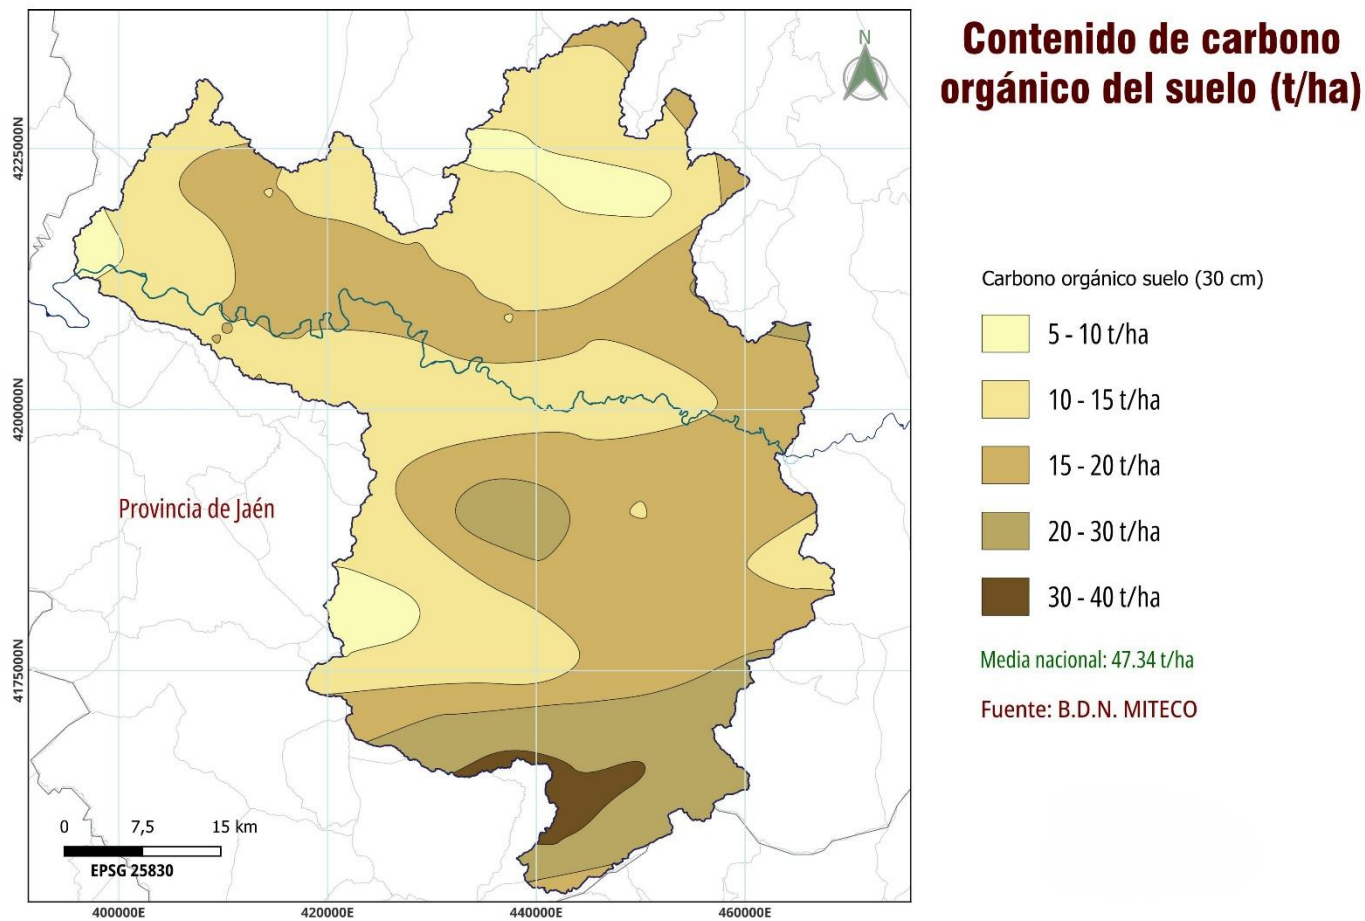 Contenido de carbono
orgánico del suelo (t/ha)
N
4225000N
4200000N
4175000N
Provincia de Jaén
Carbono orgánico suelo (30 cm)
5 - 10 t/ha
10 - 15 t/ha
15 - 20 t/ha
20 - 30 t/ha
30 - 40 t/ha
Media nacional: 47.34 t/ha
Fuente: B.D.N. MITECO
0 7,5 15 km
EPSG 25830
400000E 420000E 440000E 460000E